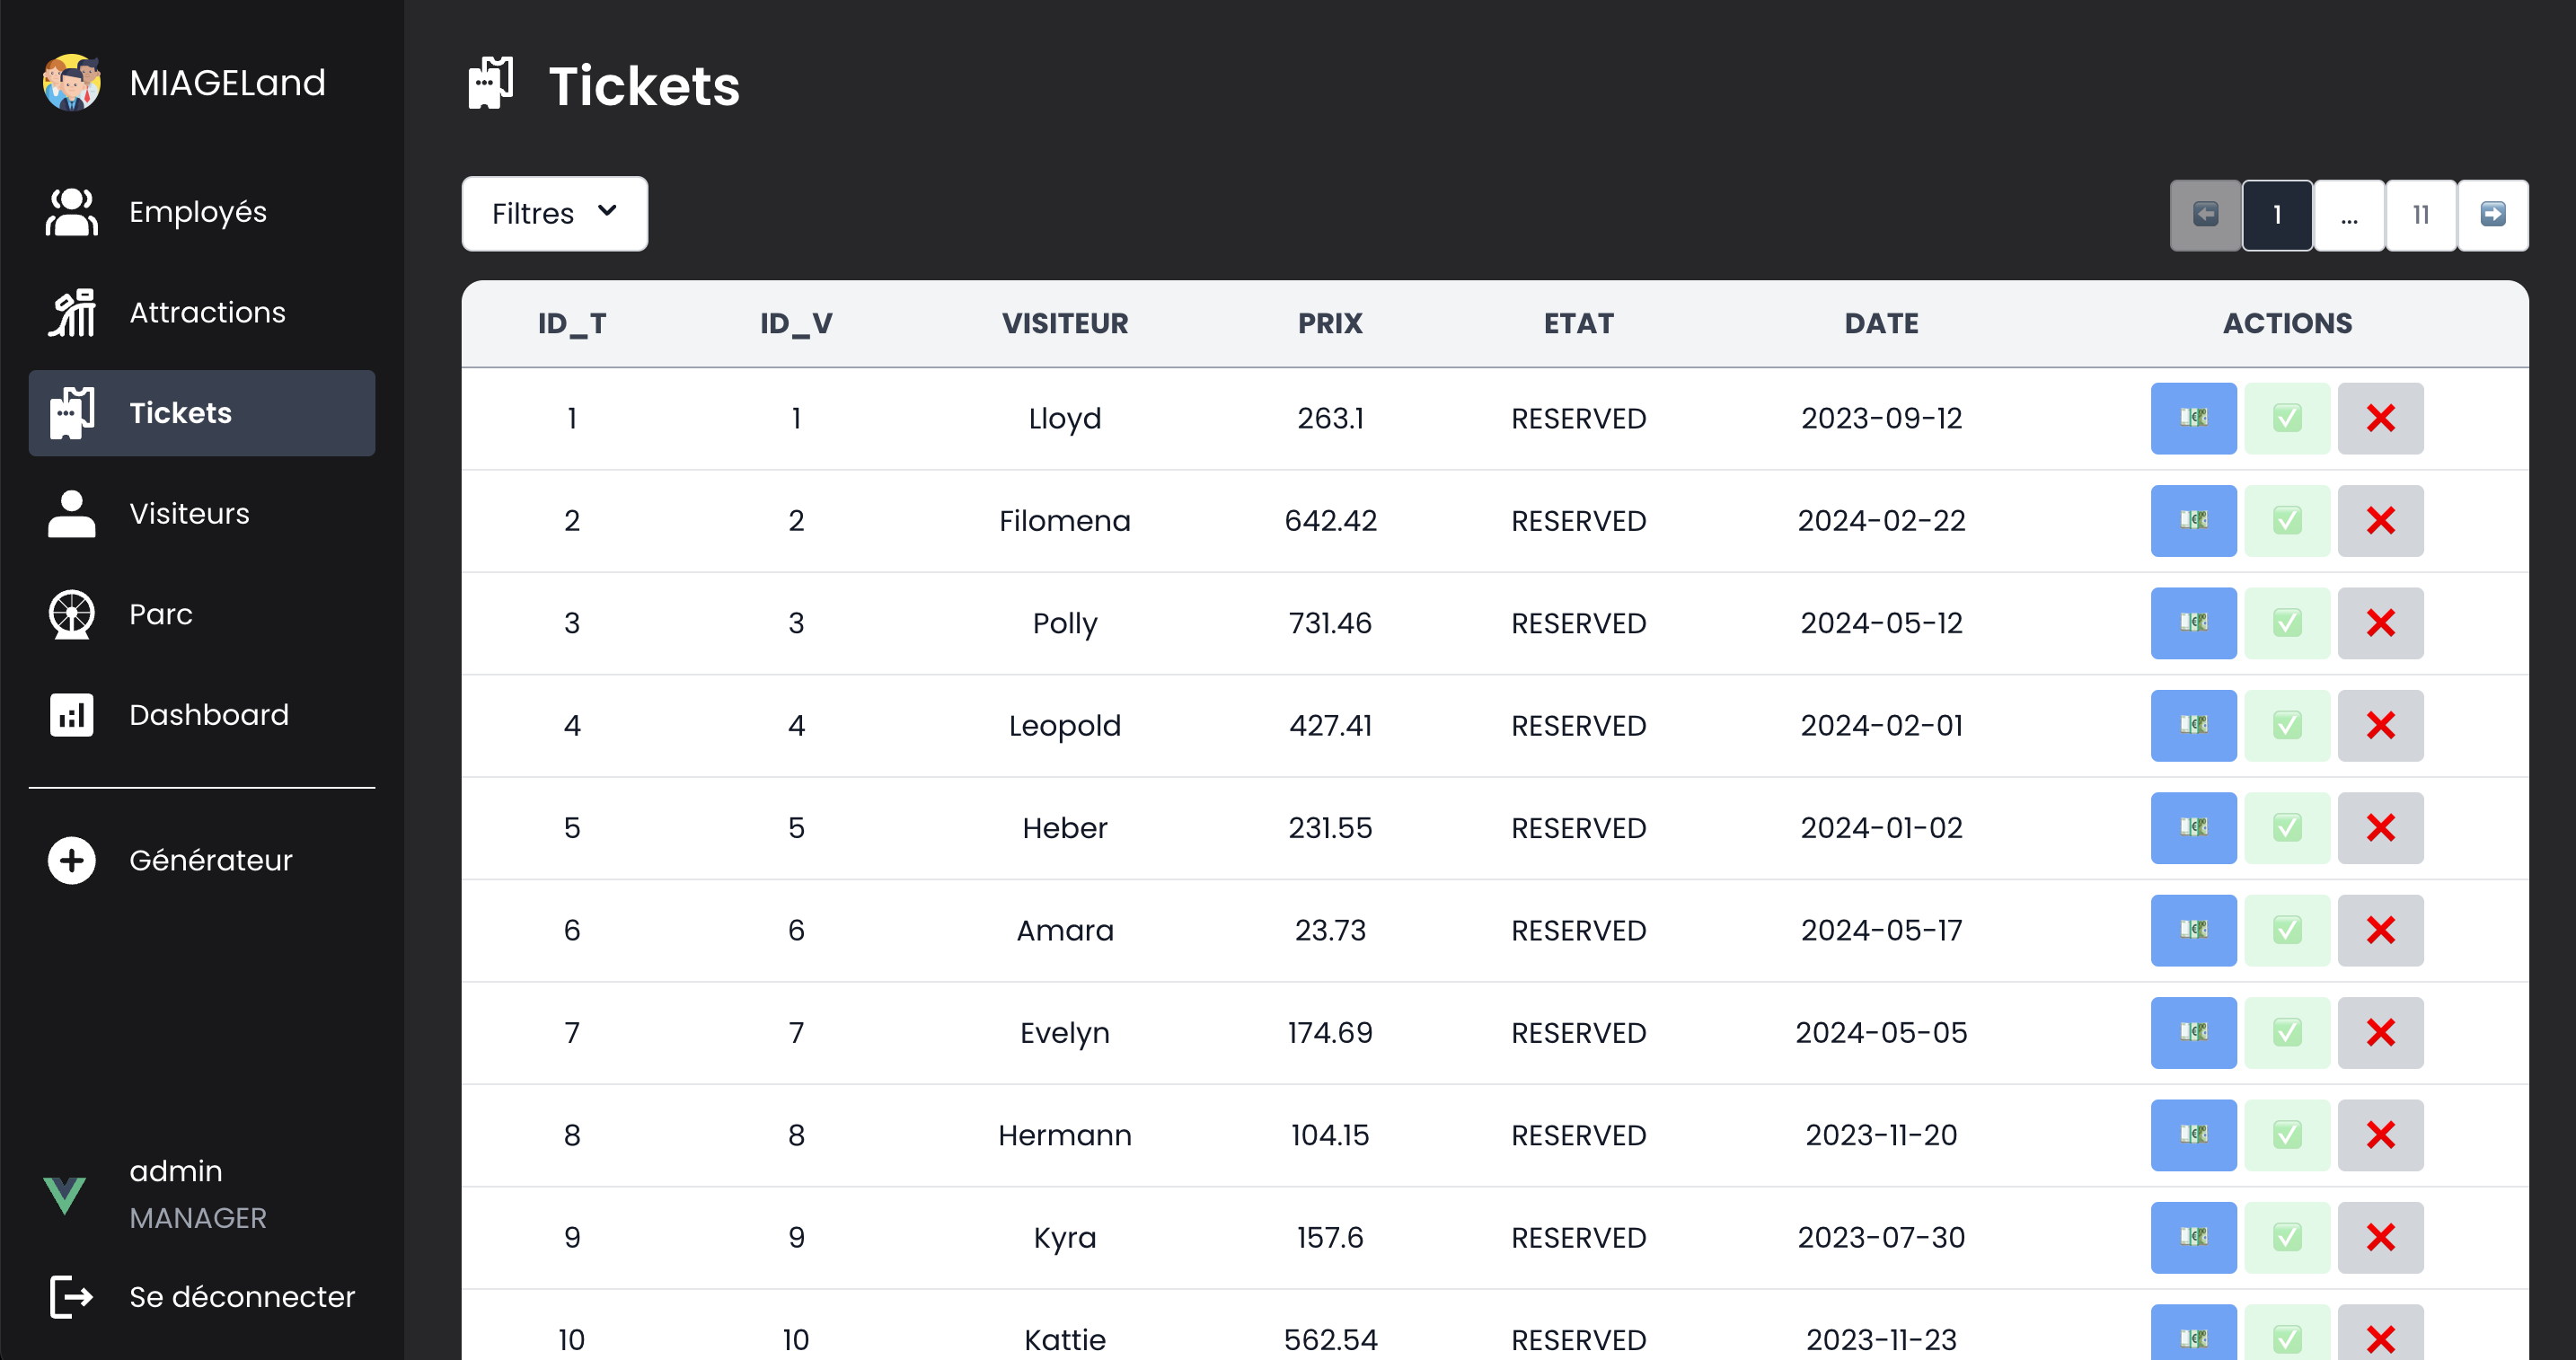 MIAGELand
Employés
Attractions
Tickets
Visiteurs
Parc
Dashboard
Générateur
admin
MANAGER
Se déconnecter
Tickets
Filtres
1 ... 11
ID_T ID_V VISITEUR PRIX ETAT DATE ACTIONS
1 1 Lloyd 263.1 RESERVED 2023-09-12
2 2 Filomena 642.42 RESERVED 2024-02-22
3 3 Polly 731.46 RESERVED 2024-05-12
4 4 Leopold 427.41 RESERVED 2024-02-01
5 5 Heber 231.55 RESERVED 2024-01-02
6 6 Amara 23.73 RESERVED 2024-05-17
7 7 Evelyn 174.69 RESERVED 2024-05-05
8 8 Hermann 104.15 RESERVED 2023-11-20
9 9 Kyra 157.6 RESERVED 2023-07-30
10 10 Kattie 562.54 RESERVED 2023-11-23